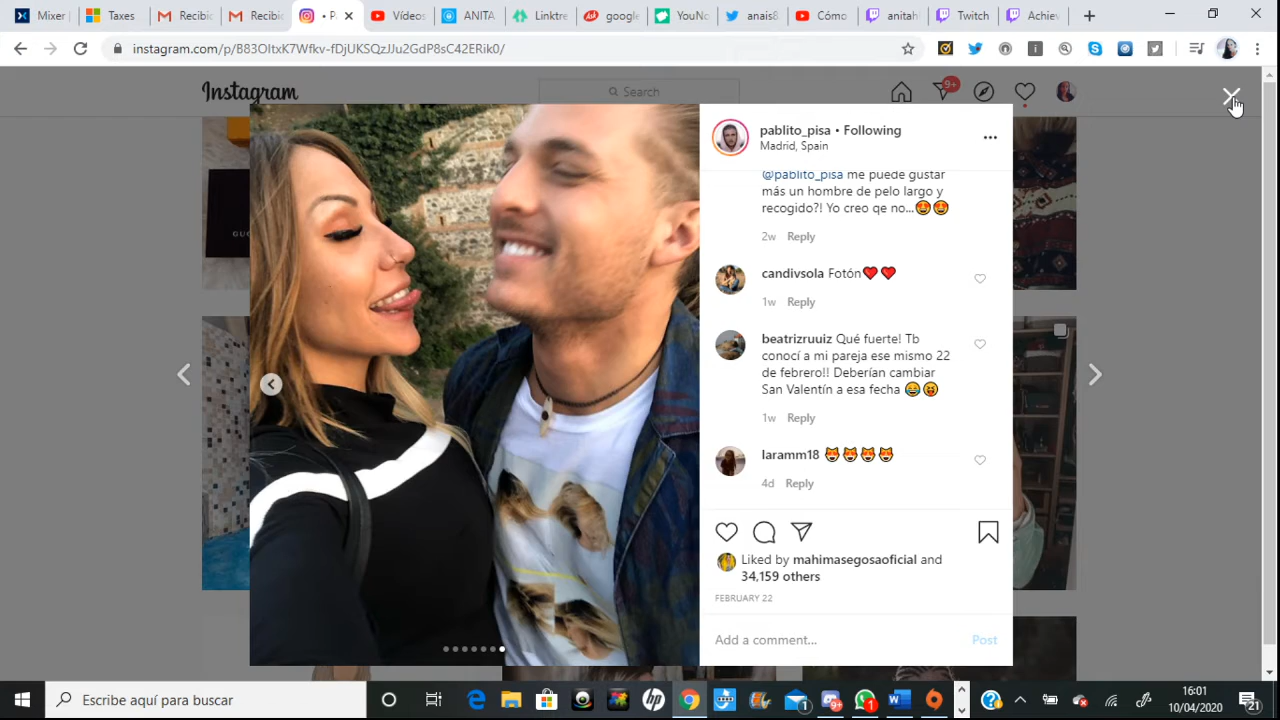 Mixer
Taxes
Recibid
Recibid
P
Vídeos
ANITA
Linktre
google
YouNo
anais8
Cómo
anitah
Twitch
Achiev
instagram.com/p/B83OItxK7Wfkv-fDjUKSQzJJu2GdP8sC42ERik0/
Instagram
Search
9+
pablito_pisa • Following
Madrid, Spain
@pablito_pisa me puede gustar
más un hombre de pelo largo y
recogido?! Yo creo qe no...🤩🤩
2w Reply
candivsola Fotón❤️❤️
1w Reply
beatrizruuiz Qué fuerte! Tb
conocí a mi pareja ese mismo 22
de febrero!! Deberían cambiar
San Valentín a esa fecha 😂😝
1w Reply
laramm18 😻😻😻😻
4d Reply
Liked by mahimasegosaoficial and
34,159 others
FEBRUARY 22
Add a comment... Post
GU
Escribe aquí para buscar
16:01
10/04/2020
21